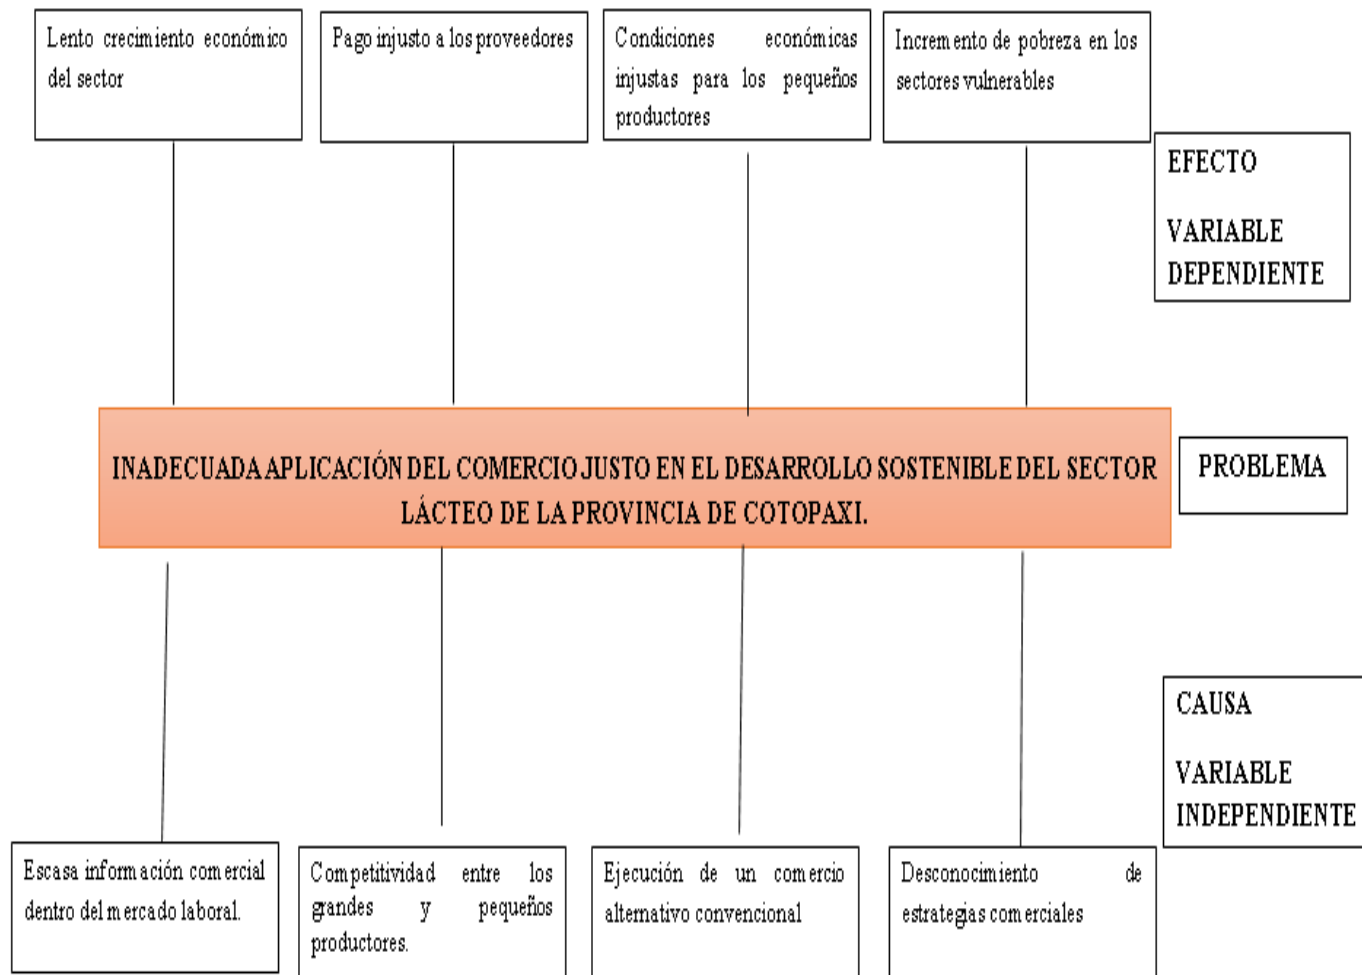 Lento crecimiento económico
del sector
Pago injusto a los proveedores
Condiciones económicas
injustas para los pequeños
productores
Incremento de pobreza en los
sectores vulnerables
EFECTO
VARIABLE
DEPENDIENTE
INADECUADA APLICACIÓN DEL COMERCIO JUSTO EN EL DESARROLLO SOSTENIBLE DEL SECTOR
LÁCTEO DE LA PROVINCIA DE COTOPAXI.
PROBLEMA
CAUSA
VARIABLE
INDEPENDIENTE
Escasa información comercial
dentro del mercado laboral.
Competitividad entre los
grandes y pequeños
productores.
Ejecución de un comercio
alternativo convencional
Desconocimiento de
estrategias comerciales